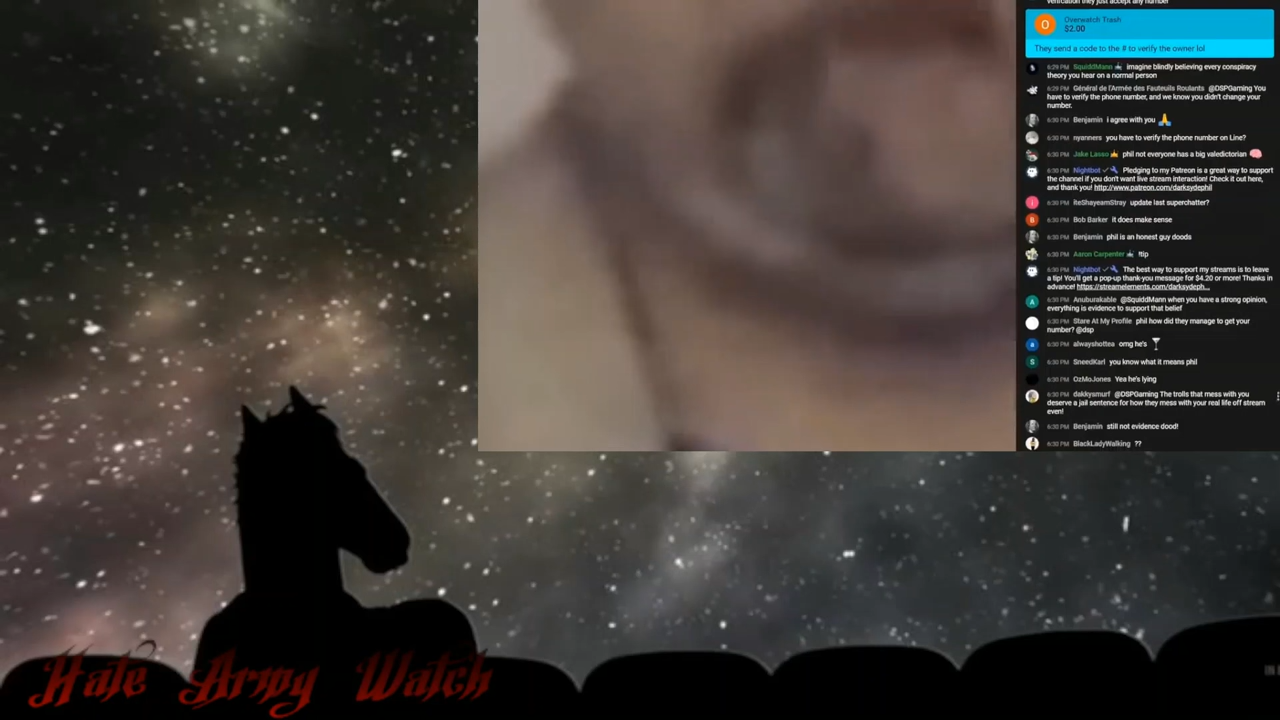 verification they just accept any number
Overwatch Trash
$2.00
They send a code to the # to verify the owner lol
6:29 PM SquiddMann imagine blindly believing every conspiracy
theory you hear on a normal person
6:29 PM Général de l'Armée des Fauteuils Roulants @DSPGaming You
have to verify the phone number, and we know you didn't change your
number.
6:30 PM Benjamin i agree with you 🙏
6:30 PM nyanners you have to verify the phone number on Line?
6:30 PM Jake Lasso phil not everyone has a big valedictorian 🧠
6:30 PM Nightbot Pledging to my Patreon is a great way to support
the channel if you don't want live stream interaction! Check it out here,
and thank you! http://www.patreon.com/darksydephil
6:30 PM iteShayeamStray update last superchatter?
6:30 PM Bob Barker it does make sense
6:30 PM Benjamin phil is an honest guy doods
6:30 PM Aaron Carpenter !tip
6:30 PM Nightbot The best way to support my streams is to leave
a tip! You'll get a pop-up thank-you message for $4.20 or more! Thanks in
advance! https://streamelements.com/darksydeph...
6:30 PM Anuburakable @SquiddMann when you have a strong opinion,
everything is evidence to support that belief
6:30 PM Stare At My Profile phil how did they manage to get your
number? @dsp
6:30 PM alwayshottea omg he's 🍸
6:30 PM SneedKarl you know what it means phil
6:30 PM OzMoJones Yea he's lying
6:30 PM dakkysmurf @DSPGaming The trolls that mess with you
deserve a jail sentence for how they mess with your real life off stream
even!
6:30 PM Benjamin still not evidence dood!
6:30 PM BlackLadyWalking ??
Hate Army Watch